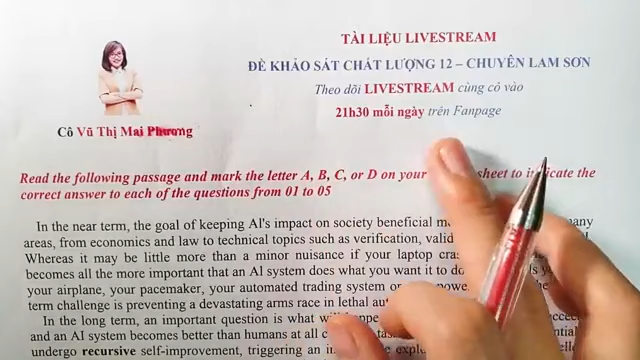 TÀI LIỆU LIVESTREAM
ĐỀ KHẢO SÁT CHẤT LƯỢNG 12 – CHUYÊN LAM SƠN
Theo dõi LIVESTREAM cùng cô vào
21h30 mỗi ngày trên Fanpage
Cô Vũ Thị Mai Phương
Read the following passage and mark the letter A, B, C, or D on your sheet to indicate the
correct answer to each of the questions from 01 to 05
In the near term, the goal of keeping AI's impact on society beneficial many
areas, from economics and law to technical topics such as verification,
Whereas it may be little more than a minor nuisance if your laptop
becomes all the more important that an AI system does what you want it to do
your airplane, your pacemaker, your automated trading system or
term challenge is preventing a devastating arms race in lethal
In the long term, an important question is what
and an AI system becomes better than humans at all
undergo recursive self-improvement, triggering an